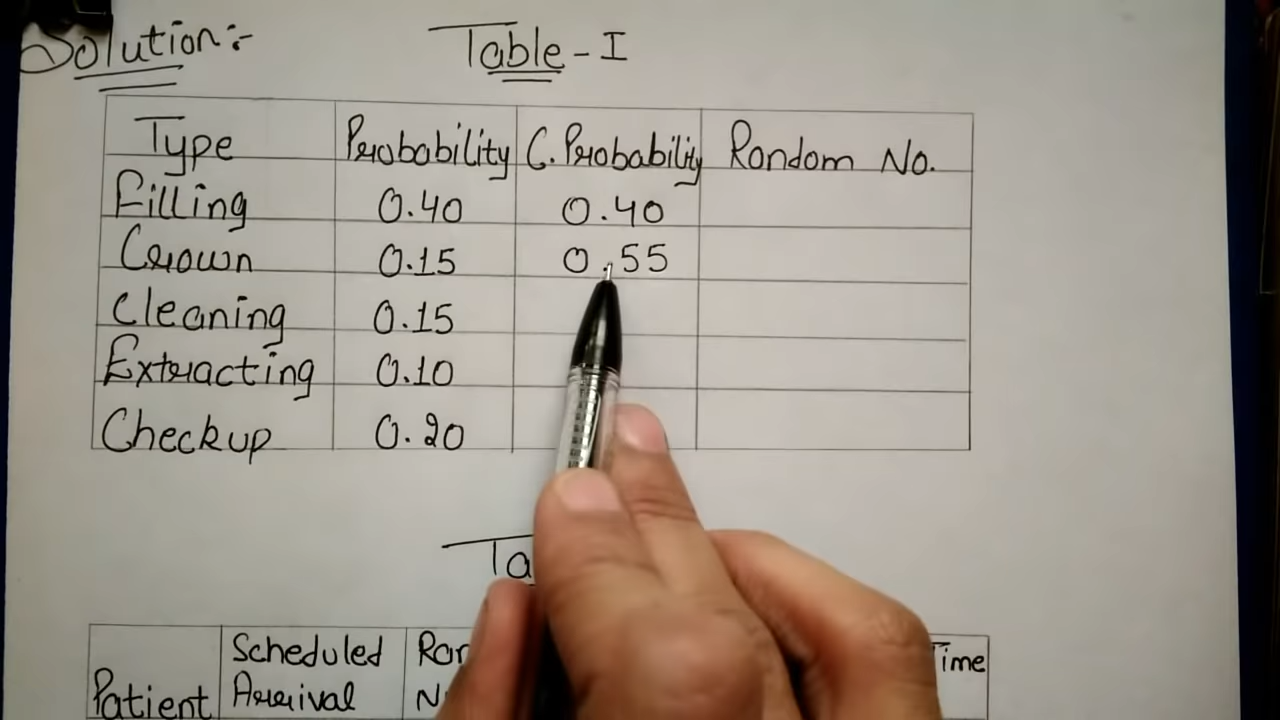 Solution:-
Table - I
Type Probability C. Probability Random No.
Filling 0.40 0.40
Crown 0.15 0.55
Cleaning 0.15
Extracting 0.10
Checkup 0.20
Scheduled
Time
Patient Arrival